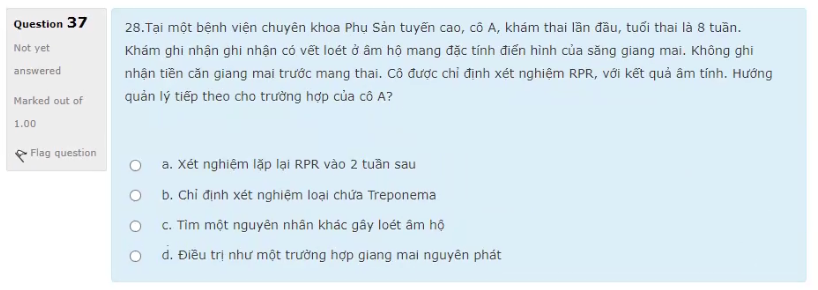 Question 37
Not yet
answered
Marked out of
1.00
Flag question
28.Tại một bệnh viện chuyên khoa Phụ Sản tuyến cao, cô A, khám thai lần đầu, tuổi thai là 8 tuần.
Khám ghi nhận ghi nhận có vết loét ở âm hộ mang đặc tính điển hình của săng giang mai. Không ghi
nhận tiền căn giang mai trước mang thai. Cô được chỉ định xét nghiệm RPR, với kết quả âm tính. Hướng
quản lý tiếp theo cho trường hợp của cô A?
a. Xét nghiệm lặp lại RPR vào 2 tuần sau
b. Chỉ định xét nghiệm loại chứa Treponema
c. Tìm một nguyên nhân khác gây loét âm hộ
d. Điều trị như một trường hợp giang mai nguyên phát